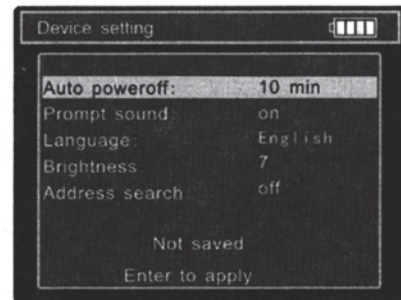 Device setting
Auto poweroff: 10 min
Prompt sound: on
Language: English
Brightness: 7
Address search: off
Not saved
Enter to apply